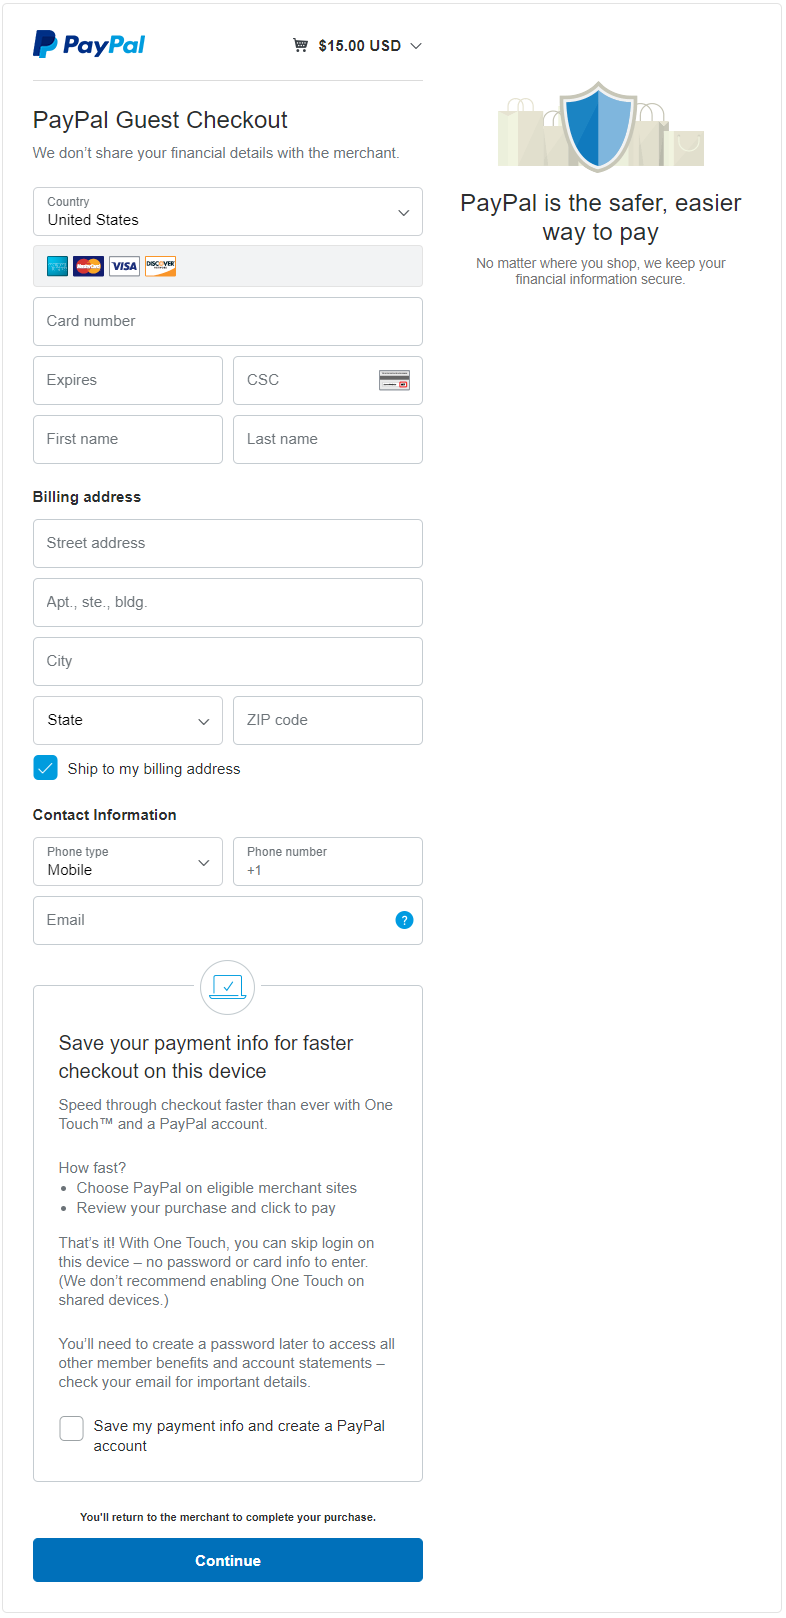 PayPal
$15.00 USD
PayPal Guest Checkout
We don’t share your financial details with the merchant.
Country
United States
VISA
DISCOVER
Card number
Expires
CSC
First name
Last name
Billing address
Street address
Apt., ste., bldg.
City
State
ZIP code
Ship to my billing address
Contact Information
Phone type
Mobile
Phone number
+1
Email
?
Save your payment info for faster
checkout on this device
Speed through checkout faster than ever with One
Touch™ and a PayPal account.
How fast?
• Choose PayPal on eligible merchant sites
• Review your purchase and click to pay
That’s it! With One Touch, you can skip login on
this device – no password or card info to enter.
(We don’t recommend enabling One Touch on
shared devices.)
You’ll need to create a password later to access all
other member benefits and account statements –
check your email for important details.
Save my payment info and create a PayPal
account
You'll return to the merchant to complete your purchase.
Continue
PayPal is the safer, easier
way to pay
No matter where you shop, we keep your
financial information secure.